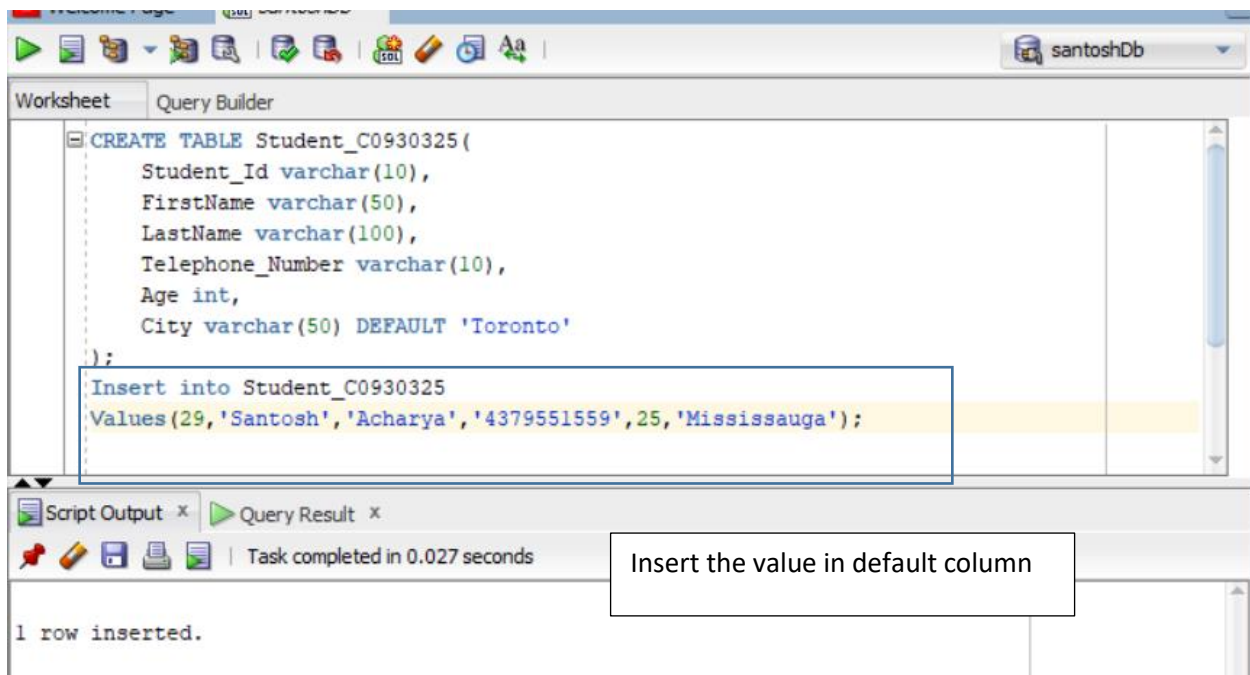 Welcome Page santoshDb
santoshDb
Worksheet Query Builder
CREATE TABLE Student_C0930325(
Student_Id varchar(10),
FirstName varchar(50),
LastName varchar(100),
Telephone_Number varchar(10),
Age int,
City varchar(50) DEFAULT 'Toronto'
);
Insert into Student_C0930325
Values(29,'Santosh','Acharya','4379551559',25,'Mississauga');
Script Output x Query Result x
Task completed in 0.027 seconds
Insert the value in default column
1 row inserted.